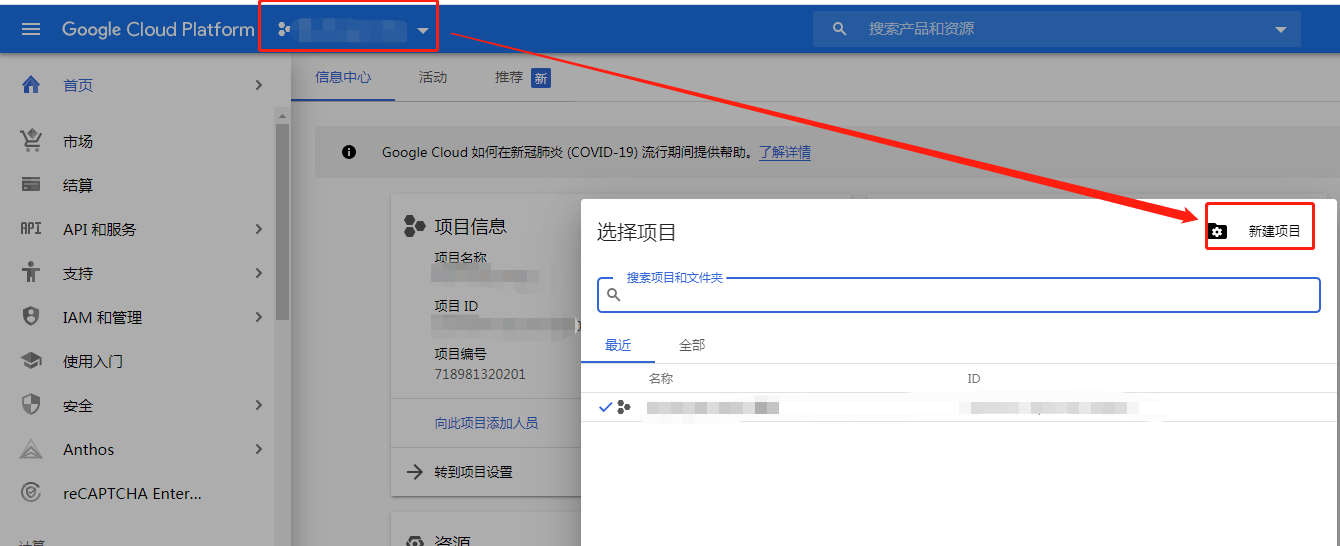 Google Cloud Platform
搜索产品和资源
首页
信息中心
活动
推荐
新
市场
Google Cloud 如何在新冠肺炎 (COVID-19) 流行期间提供帮助。了解详情
结算
API
API 和服务
支持
IAM 和管理
使用入门
安全
Anthos
reCAPTCHA Enter...
计算
项目信息
项目名称
项目 ID
项目编号
718981320201
向此项目添加人员
转到项目设置
资源
选择项目
新建项目
搜索项目和文件夹
最近
全部
名称
ID